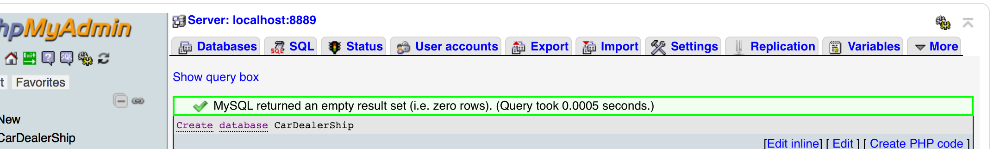 hpMyAdmin
Server: localhost:8889
Databases SQL Status User accounts Export Import Settings Replication Variables More
Exit SQL
t Favorites
Show query box
MySQL returned an empty result set (i.e. zero rows). (Query took 0.0005 seconds.)
New
Create database CarDealerShip
CarDealerShip
[Edit inline] [ Edit ] [ Create PHP code ]